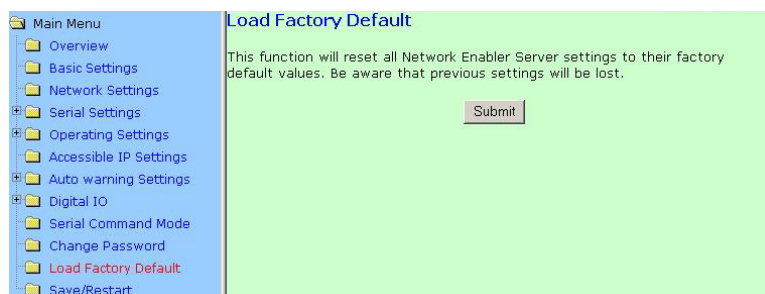 Main Menu
Overview
Basic Settings
Network Settings
Serial Settings
Operating Settings
Accessible IP Settings
Auto warning Settings
Digital IO
Serial Command Mode
Change Password
Load Factory Default
Save/Restart
Load Factory Default
This function will reset all Network Enabler Server settings to their factory
default values. Be aware that previous settings will be lost.
Submit